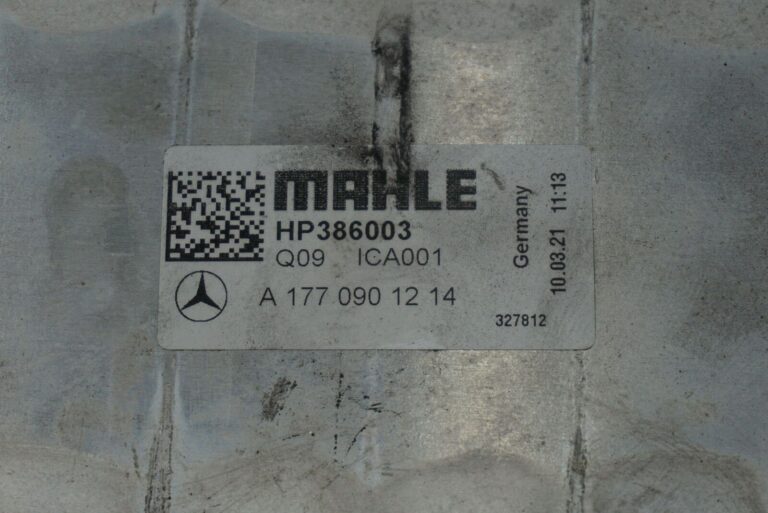 MAHLE
HP386003
Q09 ICA001
A 177 090 12 14
Germany
10.03.21 11:13
327812